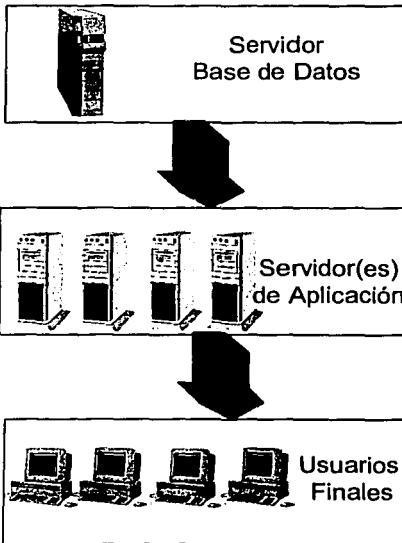 Servidor
Base de Datos
Servidor(es)
de Aplicación
Usuarios
Finales